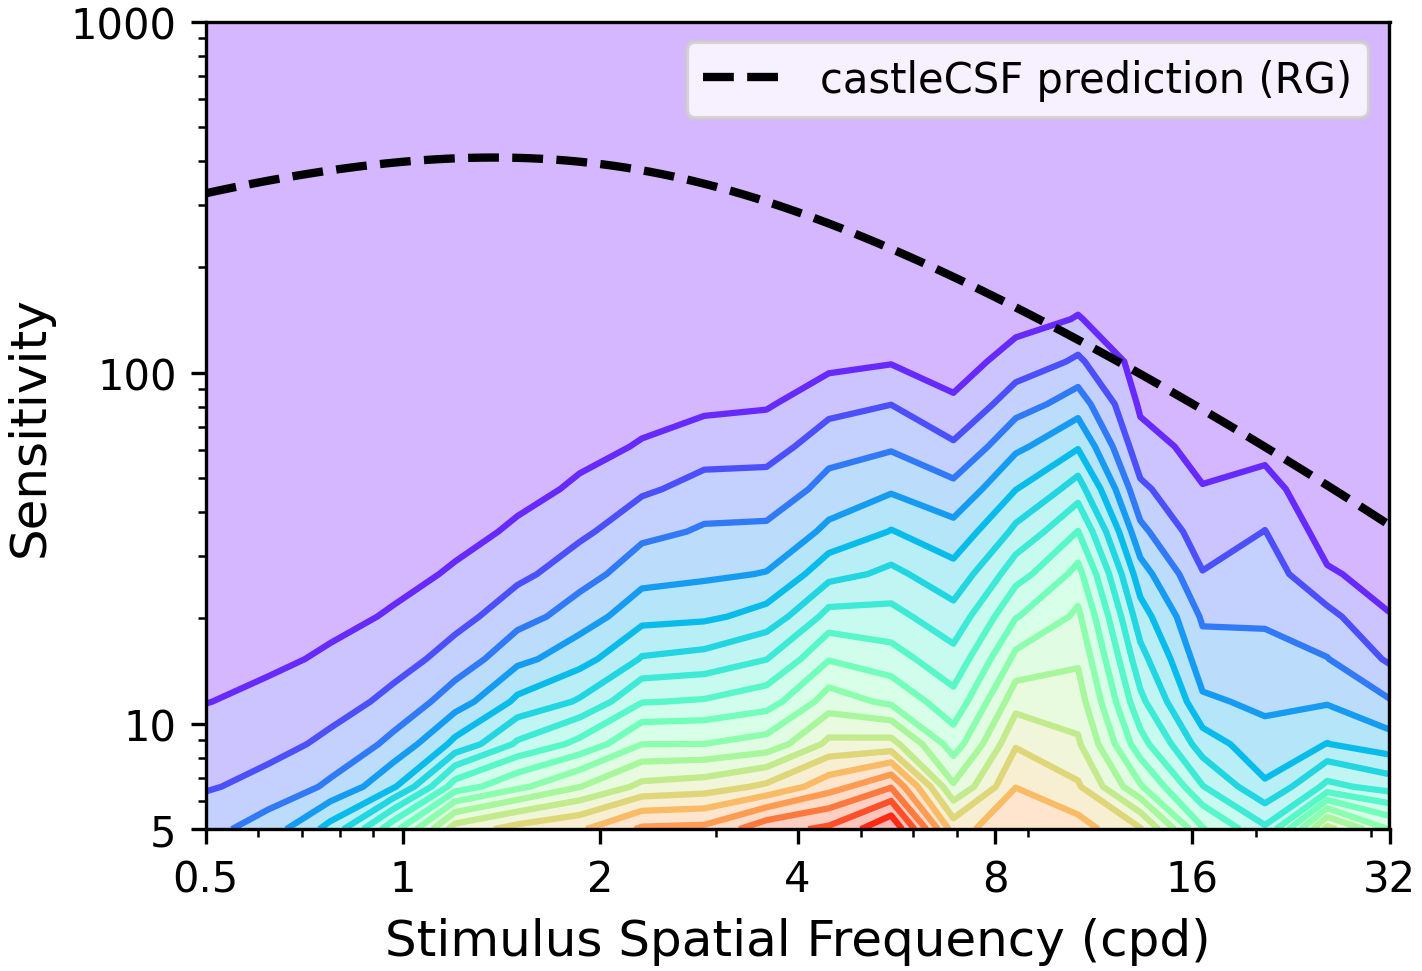 1000
100
10
5
Sensitivity
castleCSF prediction (RG)
0.5 1 2 4 8 16 32
Stimulus Spatial Frequency (cpd)